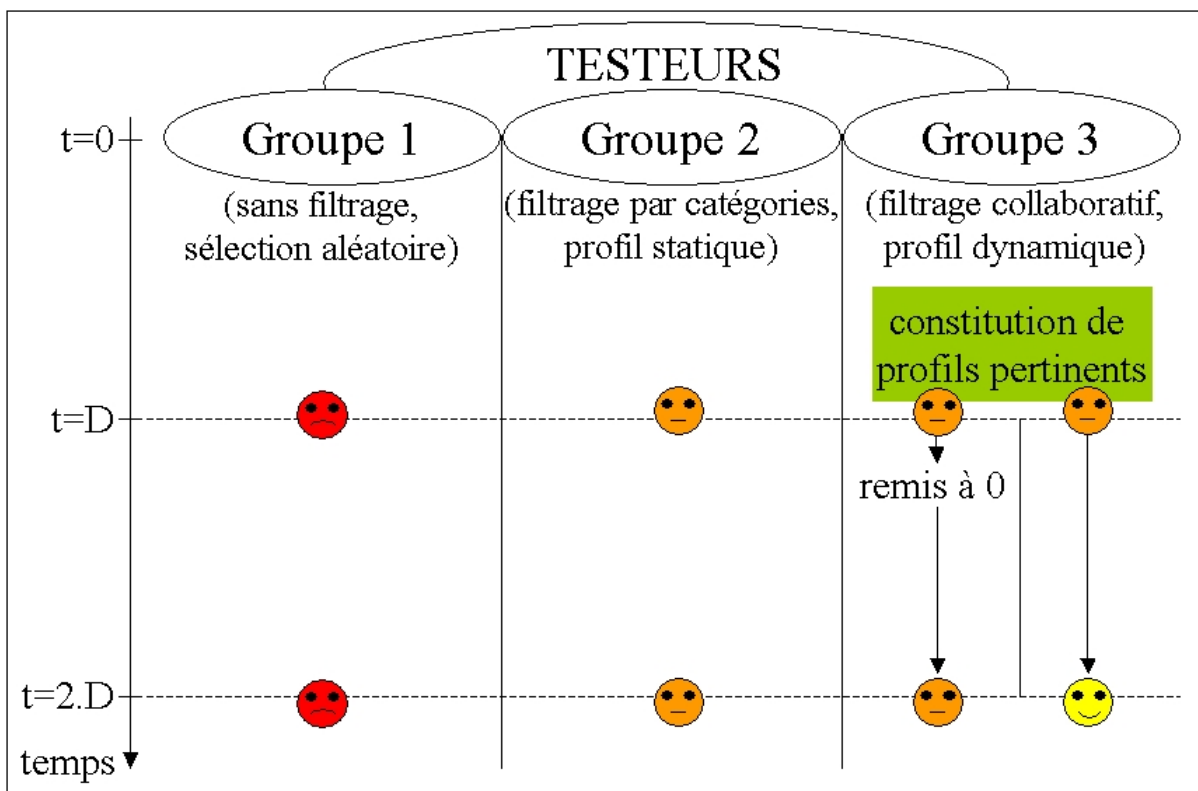 TESTEURS
t=0
Groupe 1
Groupe 2
Groupe 3
(sans filtrage,
sélection aléatoire)
(filtrage par catégories,
profil statique)
(filtrage collaboratif,
profil dynamique)
constitution de
profils pertinents
t=D
remis à 0
t=2.D
temps